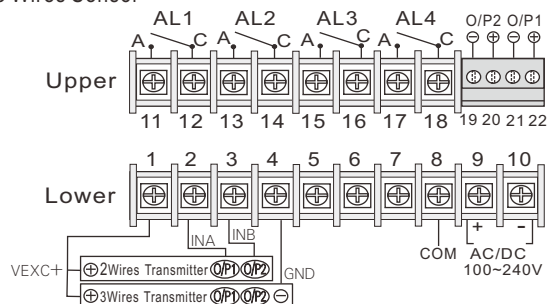 AL1 AL2 AL3 AL4 O/P2 O/P1
A C A C A C A C ⊖ ⊕ ⊖ ⊕
Upper
11 12 13 14 15 16 17 18 19 20 21 22
1 2 3 4 5 6 7 8 9 10
Lower
+ -
INA INB COM AC/DC
100~240V
VEXC+ ⊕2Wires Transmitter O/P1 O/P2 GND
⊕3Wires Transmitter O/P1 O/P2 ⊖